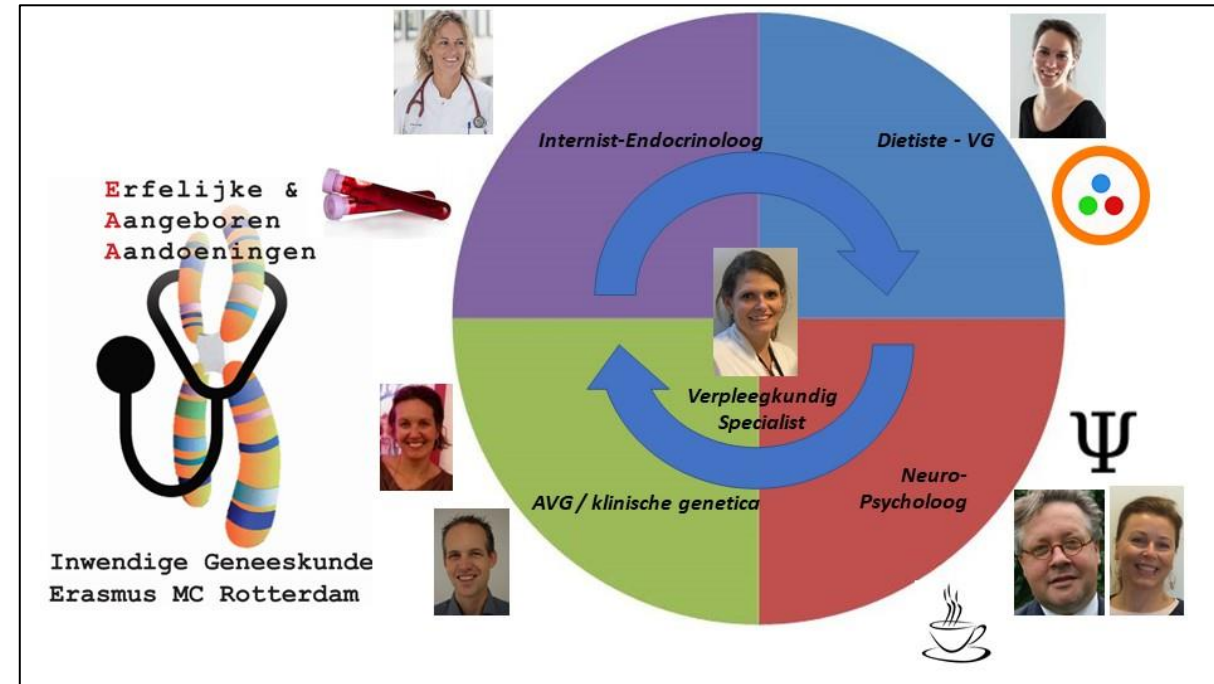 Erfelijke &
Aangeboren
Aandoeningen
Inwendige Geneeskunde
Erasmus MC Rotterdam
Internist-Endocrinoloog
Dietiste - VG
Verpleegkundig
Specialist
AVG / klinische genetica
Neuro-
Psycholoog
Ψ